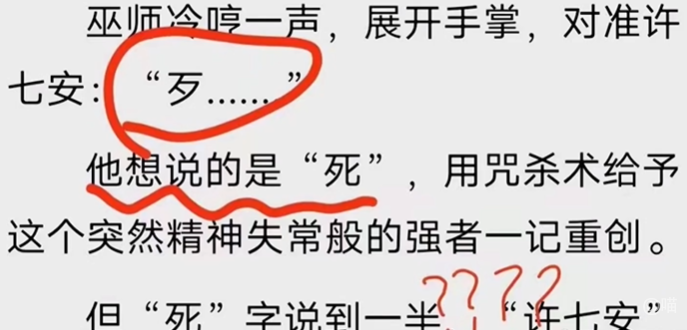 巫师冷哼一声，展开手掌，对准许
七安：“歹……”
他想说的是“死”，用咒杀术给予
这个突然精神失常般的强者一记重创。
????
但“死”字说到一半，“许七安”